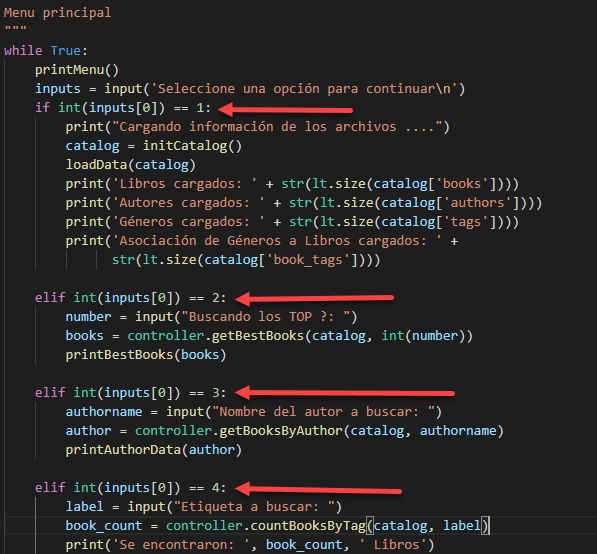 Menu principal
"""
while True:
    printMenu()
    inputs = input('Seleccione una opción para continuar\n')
    if int(inputs[0]) == 1:
        print("Cargando información de los archivos ....")
        catalog = initCatalog()
        loadData(catalog)
        print('Libros cargados: ' + str(lt.size(catalog['books'])))
        print('Autores cargados: ' + str(lt.size(catalog['authors'])))
        print('Géneros cargados: ' + str(lt.size(catalog['tags'])))
        print('Asociación de Géneros a Libros cargados: ' +
              str(lt.size(catalog['book_tags'])))
    elif int(inputs[0]) == 2:
        number = input("Buscando los TOP ?: ")
        books = controller.getBestBooks(catalog, int(number))
        printBestBooks(books)
    elif int(inputs[0]) == 3:
        authorname = input("Nombre del autor a buscar: ")
        author = controller.getBooksByAuthor(catalog, authorname)
        printAuthorData(author)
    elif int(inputs[0]) == 4:
        label = input("Etiqueta a buscar: ")
        book_count = controller.countBooksByTag(catalog, label)
        print('Se encontraron: ', book_count, ' Libros')